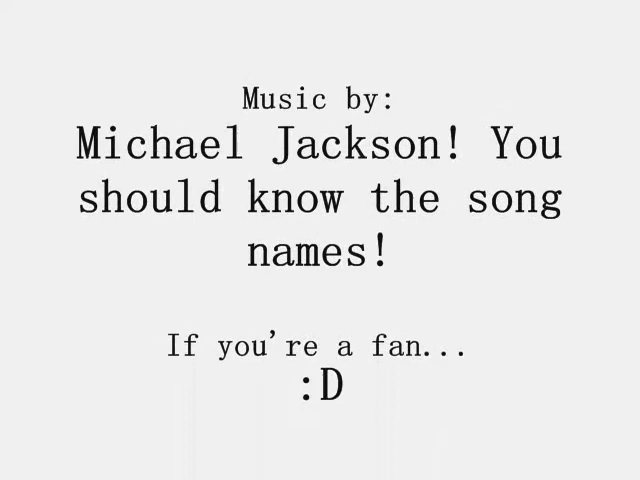 Music by:
Michael Jackson! You
should know the song
names!
If you're a fan...
:D